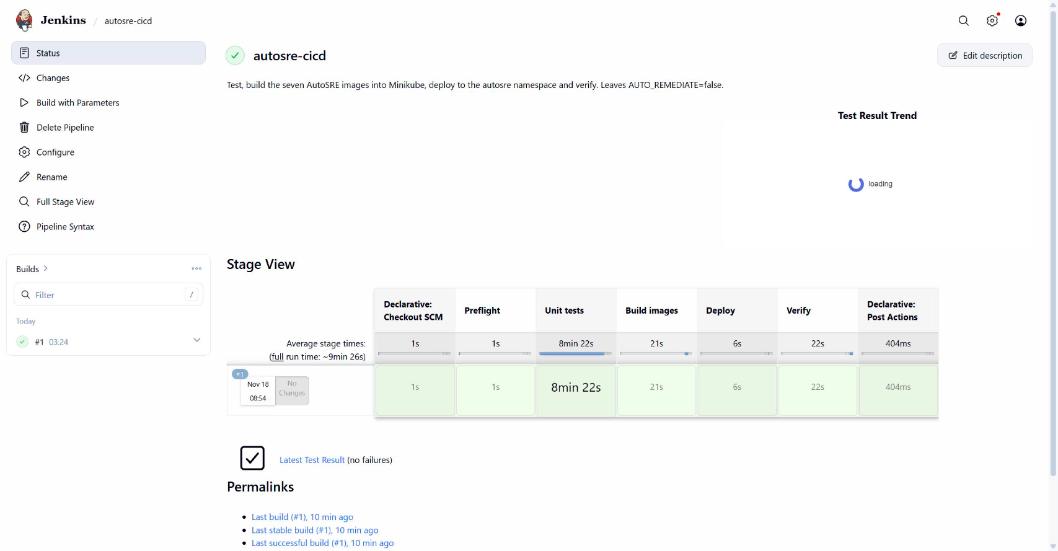 Jenkins / autosre-cicd
Status
Changes
Build with Parameters
Delete Pipeline
Configure
Rename
Full Stage View
Pipeline Syntax
Builds >
Filter /
Today
#1 03:24
autosre-cicd
Edit description
Test, build the seven AutoSRE images into Minikube, deploy to the autosre namespace and verify. Leaves AUTO_REMEDIATE=false.
Test Result Trend
loading
Stage View
Declarative: Checkout SCM
Preflight
Unit tests
Build images
Deploy
Verify
Declarative: Post Actions
Average stage times:
(full run time: ~9min 26s)
1s 1s 8min 22s 21s 6s 22s 404ms
#1
Nov 18
08:54
No Changes
1s 1s 8min 22s 21s 6s 22s 404ms
Latest Test Result (no failures)
Permalinks
Last build (#1), 10 min ago
Last stable build (#1), 10 min ago
Last successful build (#1), 10 min ago